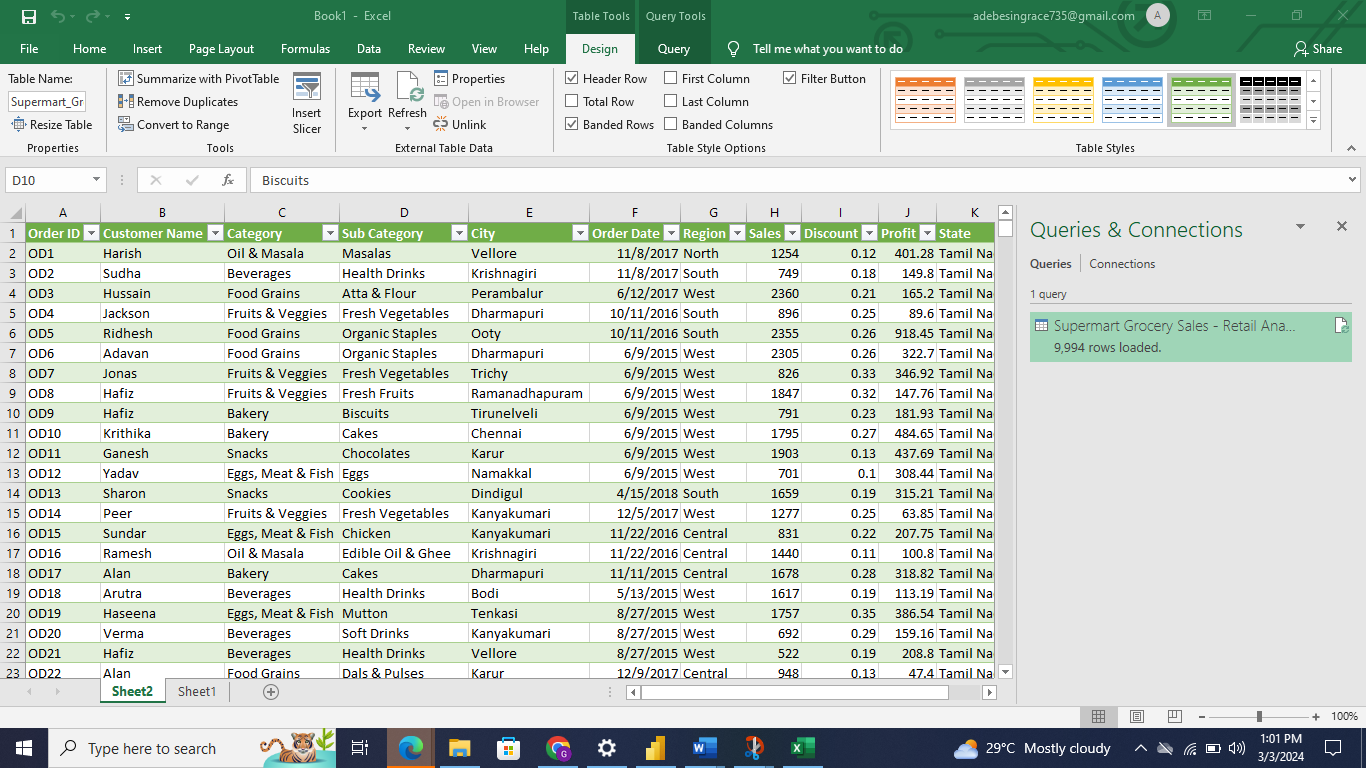 Book1 - Excel
Table Tools
Query Tools
adebesingrace735@gmail.com
A
File Home Insert Page Layout Formulas Data Review View Help Design Query Tell me what you want to do Share
Table Name:
Supermart_Gr
Resize Table
Properties
Summarize with PivotTable
Remove Duplicates
Convert to Range
Insert
Slicer
Tools
Export
Refresh
Properties
Open in Browser
Unlink
External Table Data
Header Row First Column Filter Button
Total Row Last Column
Banded Rows Banded Columns
Table Style Options
Table Styles
D10 fx Biscuits
A B C D E F G H I J K
1 Order ID Customer Name Category Sub Category City Order Date Region Sales Discount Profit State
2 OD1 Harish Oil & Masala Masalas Vellore 11/8/2017 North 1254 0.12 401.28 Tamil Na
3 OD2 Sudha Beverages Health Drinks Krishnagiri 11/8/2017 South 749 0.18 149.8 Tamil Na
4 OD3 Hussain Food Grains Atta & Flour Perambalur 6/12/2017 West 2360 0.21 165.2 Tamil Na
5 OD4 Jackson Fruits & Veggies Fresh Vegetables Dharmapuri 10/11/2016 South 896 0.25 89.6 Tamil Na
6 OD5 Ridhesh Food Grains Organic Staples Ooty 10/11/2016 South 2355 0.26 918.45 Tamil Na
7 OD6 Adavan Food Grains Organic Staples Dharmapuri 6/9/2015 West 2305 0.26 322.7 Tamil Na
8 OD7 Jonas Fruits & Veggies Fresh Vegetables Trichy 6/9/2015 West 826 0.33 346.92 Tamil Na
9 OD8 Hafiz Fruits & Veggies Fresh Fruits Ramanadhapuram 6/9/2015 West 1847 0.32 147.76 Tamil Na
10 OD9 Hafiz Bakery Biscuits Tirunelveli 6/9/2015 West 791 0.23 181.93 Tamil Na
11 OD10 Krithika Bakery Cakes Chennai 6/9/2015 West 1795 0.27 484.65 Tamil Na
12 OD11 Ganesh Snacks Chocolates Karur 6/9/2015 West 1903 0.13 437.69 Tamil Na
13 OD12 Yadav Eggs, Meat & Fish Eggs Namakkal 6/9/2015 West 701 0.1 308.44 Tamil Na
14 OD13 Sharon Snacks Cookies Dindigul 4/15/2018 South 1659 0.19 315.21 Tamil Na
15 OD14 Peer Fruits & Veggies Fresh Vegetables Kanyakumari 12/5/2017 West 1277 0.25 63.85 Tamil Na
16 OD15 Sundar Eggs, Meat & Fish Chicken Kanyakumari 11/22/2016 Central 831 0.22 207.75 Tamil Na
17 OD16 Ramesh Oil & Masala Edible Oil & Ghee Krishnagiri 11/22/2016 Central 1440 0.11 100.8 Tamil Na
18 OD17 Alan Bakery Cakes Dharmapuri 11/11/2015 Central 1678 0.28 318.82 Tamil Na
19 OD18 Arutra Beverages Health Drinks Bodi 5/13/2015 West 1617 0.19 113.19 Tamil Na
20 OD19 Haseena Eggs, Meat & Fish Mutton Tenkasi 8/27/2015 West 1757 0.35 386.54 Tamil Na
21 OD20 Verma Beverages Soft Drinks Kanyakumari 8/27/2015 West 692 0.29 159.16 Tamil Na
22 OD21 Hafiz Beverages Health Drinks Vellore 8/27/2015 West 522 0.19 208.8 Tamil Na
23 OD22 Alan Food Grains Dals & Pulses Karur 12/9/2017 Central 948 0.13 47.4 Tamil Na
Queries & Connections
Queries Connections
1 query
Supermart Grocery Sales - Retail Ana...
9,994 rows loaded.
Sheet2 Sheet1
100%
Type here to search
29°C Mostly cloudy
1:01 PM
3/3/2024